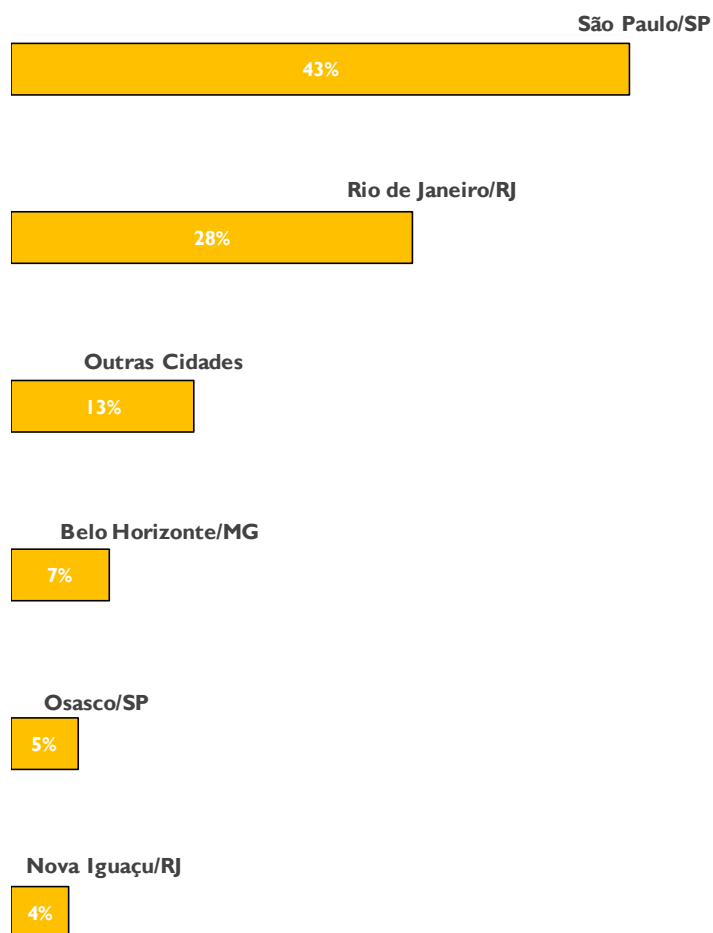 São Paulo/SP
43%
Rio de Janeiro/RJ
28%
Outras Cidades
13%
Belo Horizonte/MG
7%
Osasco/SP
5%
Nova Iguaçu/RJ
4%